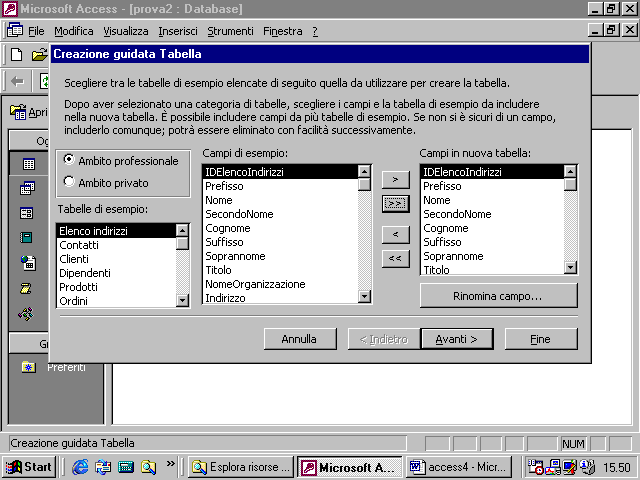 Microsoft Access - [prova2 : Database]
File Modifica Visualizza Inserisci Strumenti Finestra ?
Creazione guidata Tabella
Scegliere tra le tabelle di esempio elencate di seguito quella da utilizzare per creare la tabella.
Dopo aver selezionato una categoria di tabelle, scegliere i campi e la tabella di esempio da includere
nella nuova tabella. È possibile includere campi da più tabelle di esempio. Se non si è sicuri di un campo,
includerlo comunque; potrà essere eliminato con facilità successivamente.
Apri
Og
Ambito professionale
Ambito privato
Tabelle di esempio:
Elenco indirizzi
Contatti
Clienti
Dipendenti
Prodotti
Ordini
Campi di esempio:
IDElencoIndirizzi
Prefisso
Nome
SecondoNome
Cognome
Suffisso
Soprannome
Titolo
NomeOrganizzazione
Indirizzo
>
>>
<
<<
Campi in nuova tabella:
IDElencoIndirizzi
Prefisso
Nome
SecondoNome
Cognome
Suffisso
Soprannome
Titolo
Rinomina campo...
Annulla
< Indietro
Avanti >
Fine
Gr
Preferiti
Creazione guidata Tabella
NUM
Start
»
Esplora risorse ...
Microsoft A...
access4 - Micr...
15.50